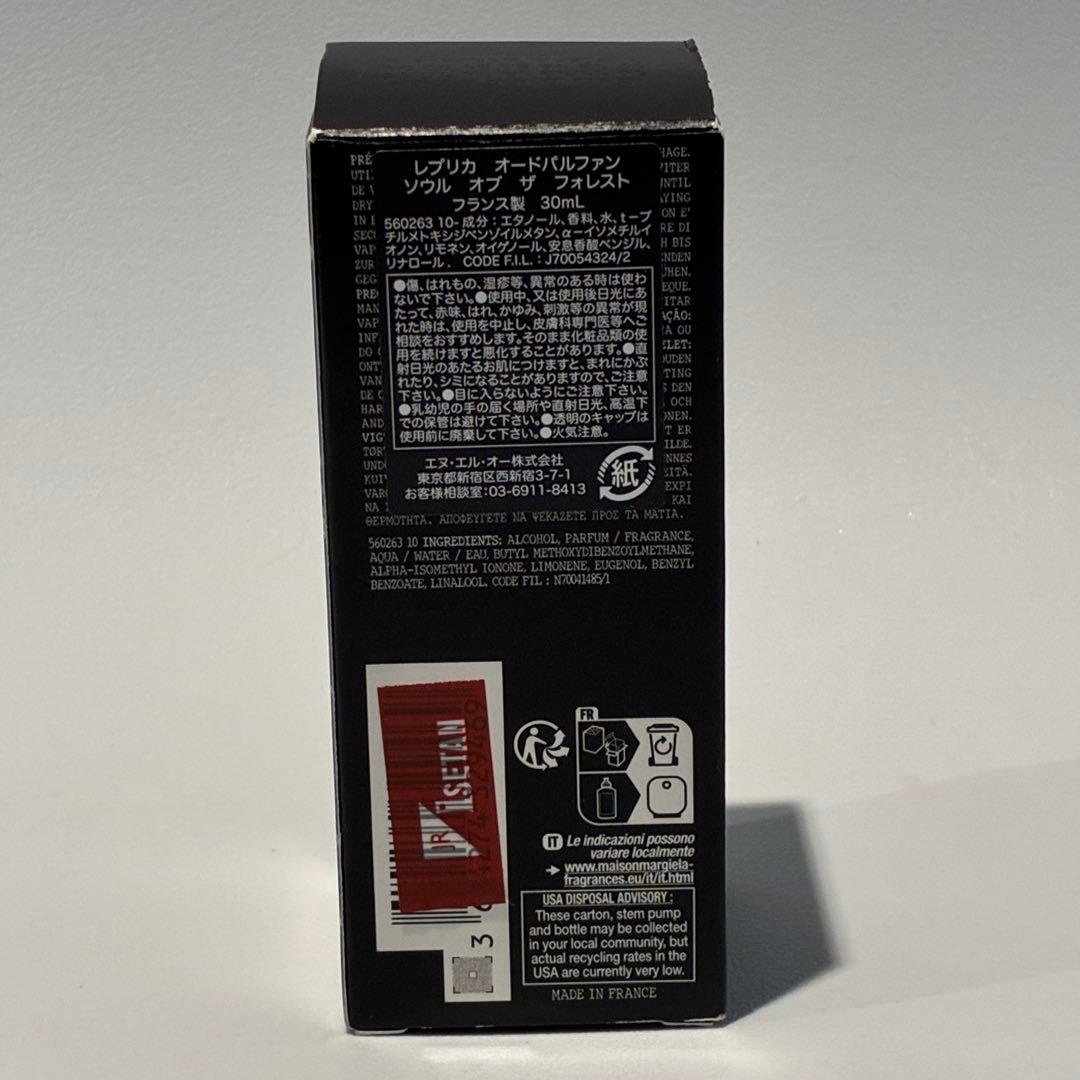 レプリカ オードパルファン
ソウル オブ ザ フォレスト
フランス製 30mL
560263 10- 成分：エタノール、香料、水、t－ブ
チルメトキシジベンゾイルメタン、α－イソメチルイ
オノン、リモネン、オイゲノール、安息香酸ベンジル、
リナロール. CODE F.I.L. : J70054324/2
●傷、はれもの、湿疹等、異常のある時は使わ
ないで下さい。●使用中、又は使用後日光にあ
たって、赤味、はれ、かゆみ、刺激等の異常が現
れた時は、使用を中止し、皮膚科専門医等へご
相談をおすすめします。そのまま化粧品類の使
用を続けますと悪化することがあります。●直
射日光のあたるお肌につけますと、まれにかぶ
れたり、シミになることがありますので、ご注意
下さい。●目に入らないようにご注意下さい。
●乳幼児の手の届く場所や直射日光、高温下
での保管は避けて下さい。●透明のキャップは
使用前に廃棄して下さい。●火気注意。
エヌ・エル・オー株式会社
東京都新宿区西新宿3-7-1
お客様相談室：03-6911-8413
紙
ΘΕΡΜΟΤΗΤΑ. ΑΠΟΦΕΥΓΕΤΕ ΝΑ ΨΕΚΑΖΕΤΕ ΠΡΟΣ ΤΑ ΜΑΤΙΑ.
560263 10 INGREDIENTS: ALCOHOL, PARFUM / FRAGRANCE,
AQUA / WATER / EAU, BUTYL METHOXYDIBENZOYLMETHANE,
ALPHA-ISOMETHYL IONONE, LIMONENE, EUGENOL, BENZYL
BENZOATE, LINALOOL. CODE FIL : N70041485/1
JR ISETAN
3
FR
IT Le indicazioni possono
variare localmente
www.maisonmargiela-
fragrances.eu/it/it.html
USA DISPOSAL ADVISORY :
These carton, stem pump
and bottle may be collected
in your local community, but
actual recycling rates in the
USA are currently very low.
MADE IN FRANCE